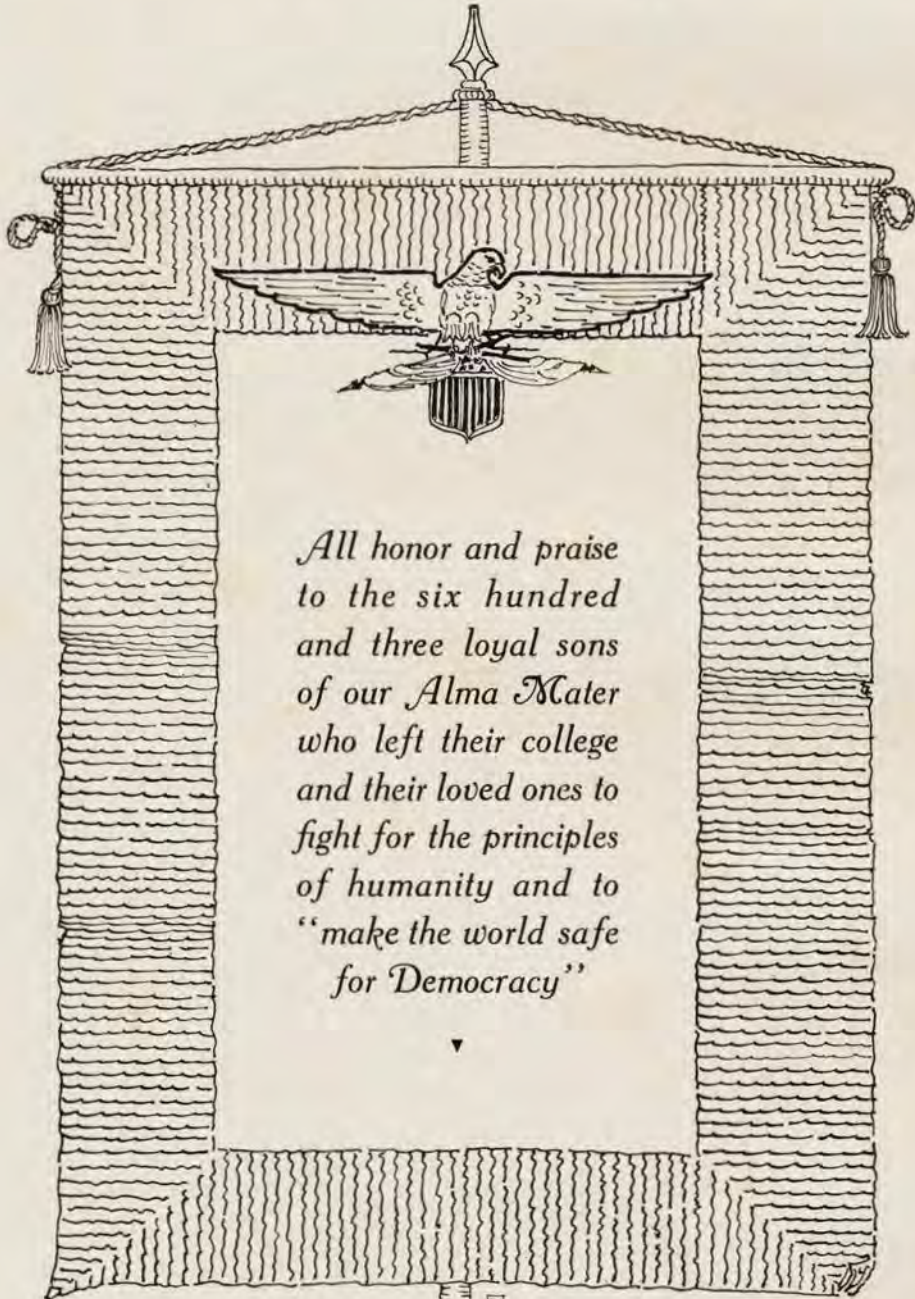 All honor and praise
to the six hundred
and three loyal sons
of our Alma Mater
who left their college
and their loved ones to
fight for the principles
of humanity and to
“make the world safe
for Democracy”